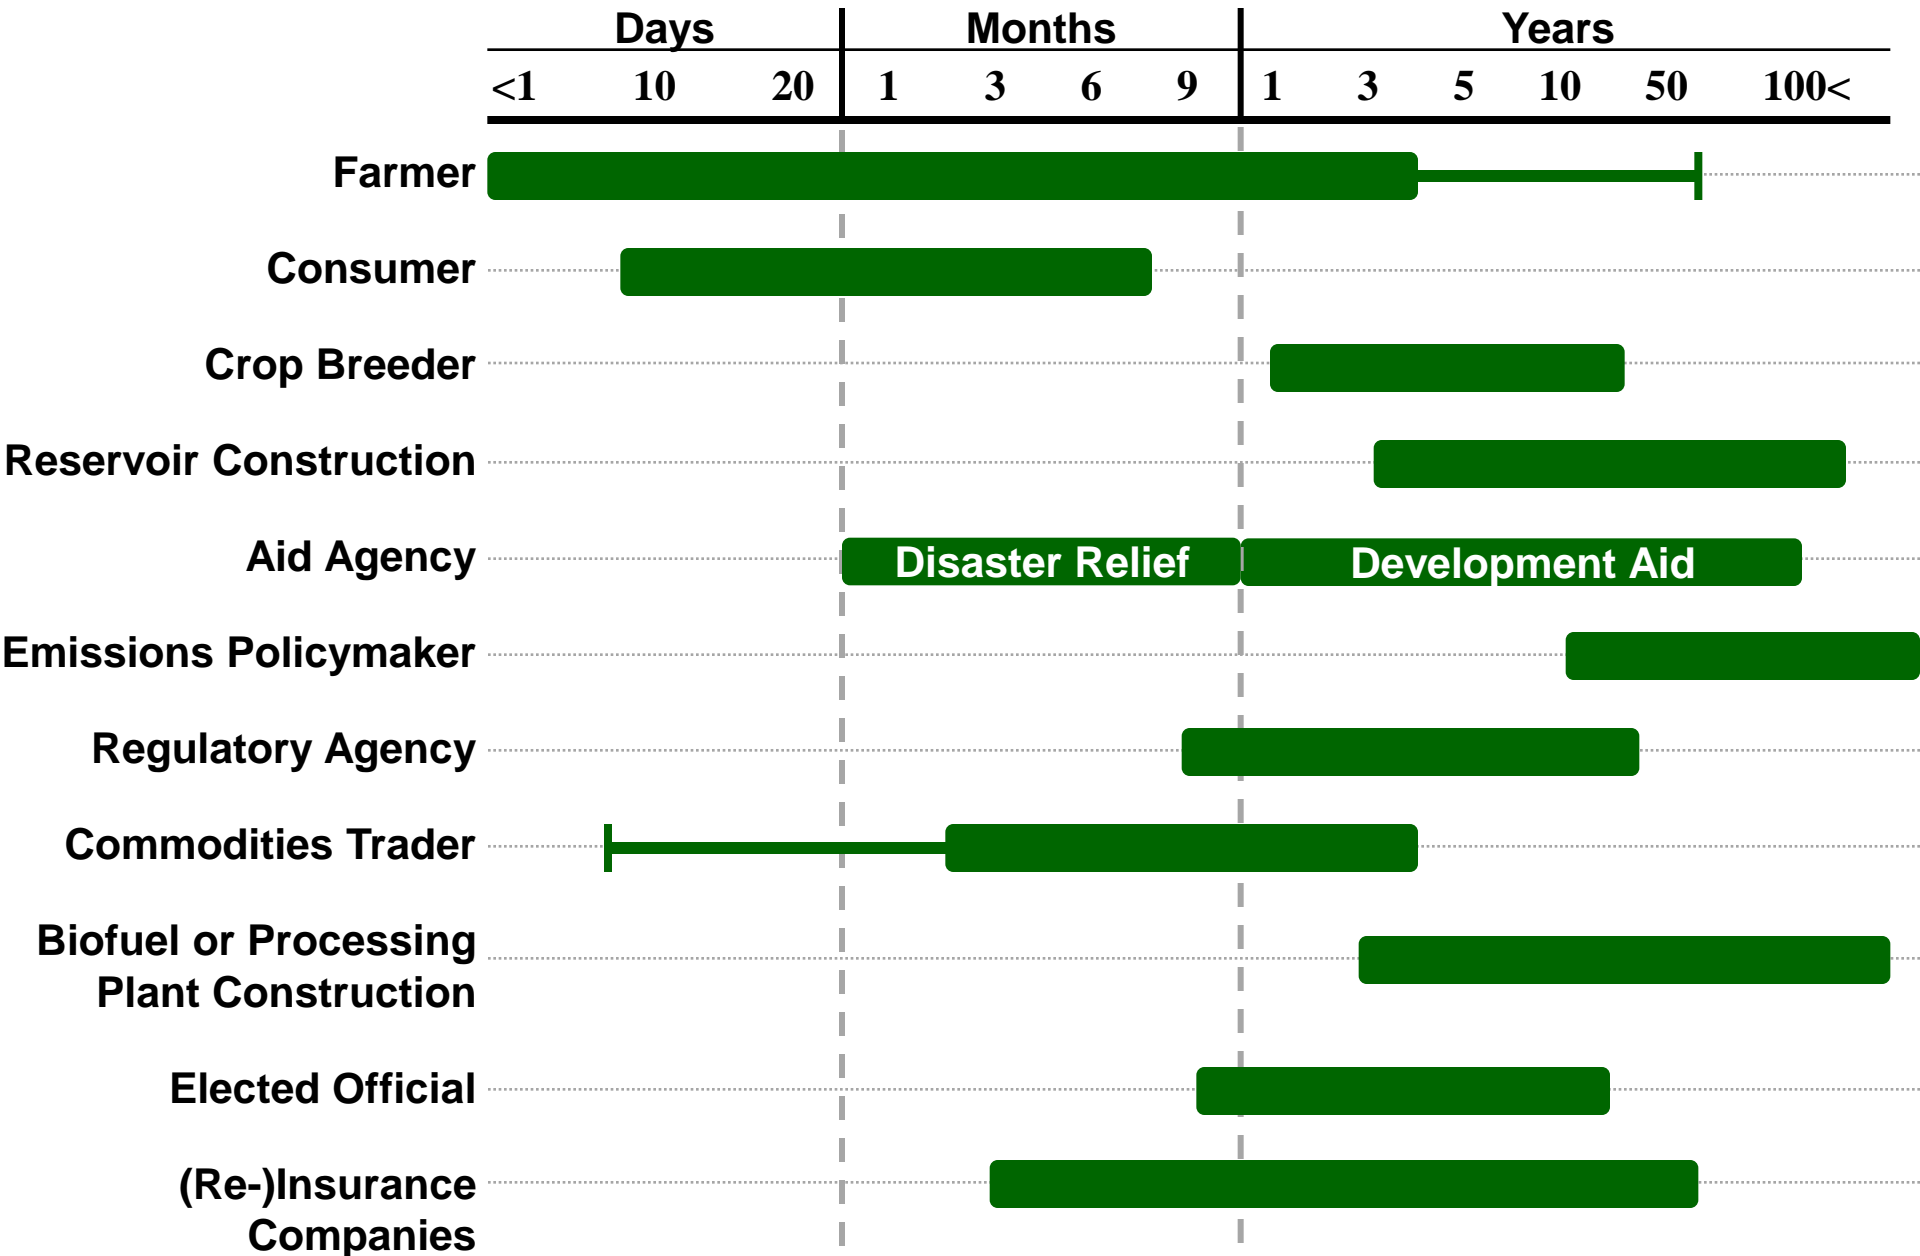 Days Months Years
<1 10 20 1 3 6 9 1 3 5 10 50 100<
Farmer
Consumer
Crop Breeder
Reservoir Construction
Aid Agency Disaster Relief Development Aid
Emissions Policymaker
Regulatory Agency
Commodities Trader
Biofuel or Processing
Plant Construction
Elected Official
(Re-)Insurance
Companies